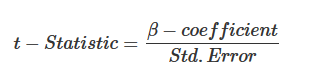 t − Statistic = β − coefficient / Std. Error